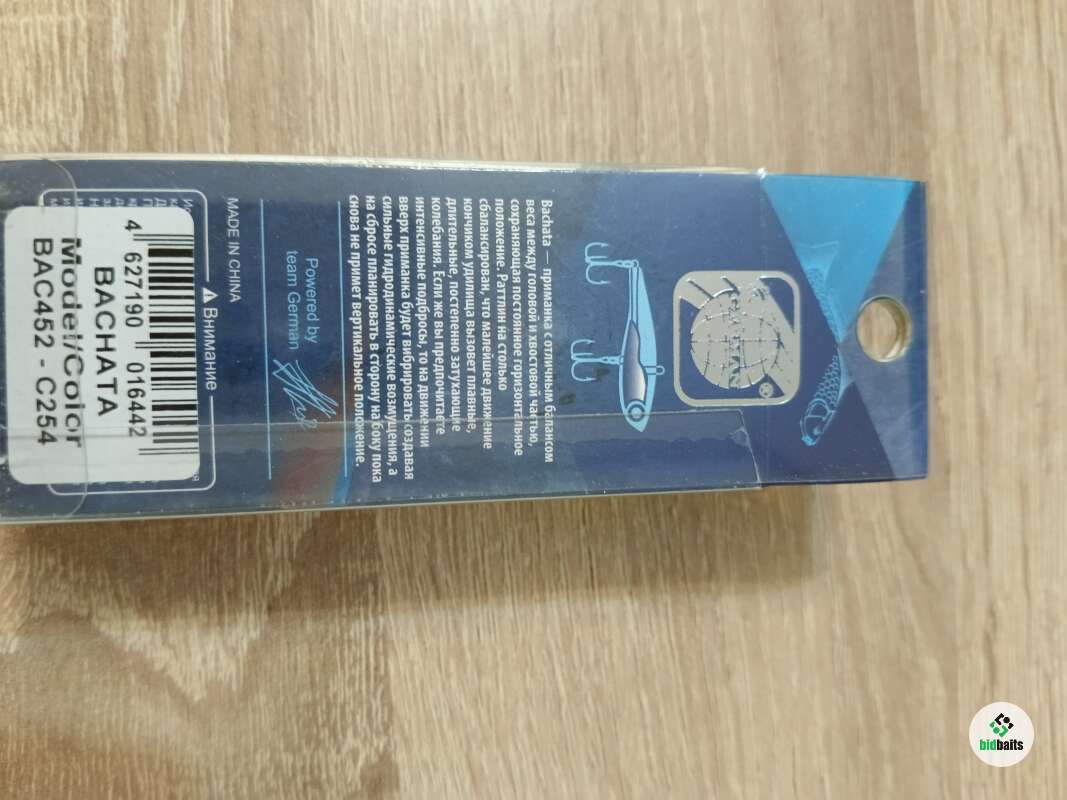 GERMAN
Bachata — приманка с отличным балансом
веса между головой и хвостовой частью,
сохраняющая постоянное горизонтальное
положение. Раттлин на столько
сбалансирован, что малейшее движение
кончиком удилища вызовет плавные,
длительные, постепенно затухающие
колебания. Если же вы предпочитаете
интенсивные подбросы, то на движении
вверх приманка будет вибрировать создавая
сильные гидродинамические возмущения, а
на сбросе планировать в сторону на боку пока
снова не примет вертикальное положение.
Powered by
team German
MADE IN CHINA
Внимание
4 627190 016442
Model/Color
BACHATA
BAC452 - C254
bidbaits